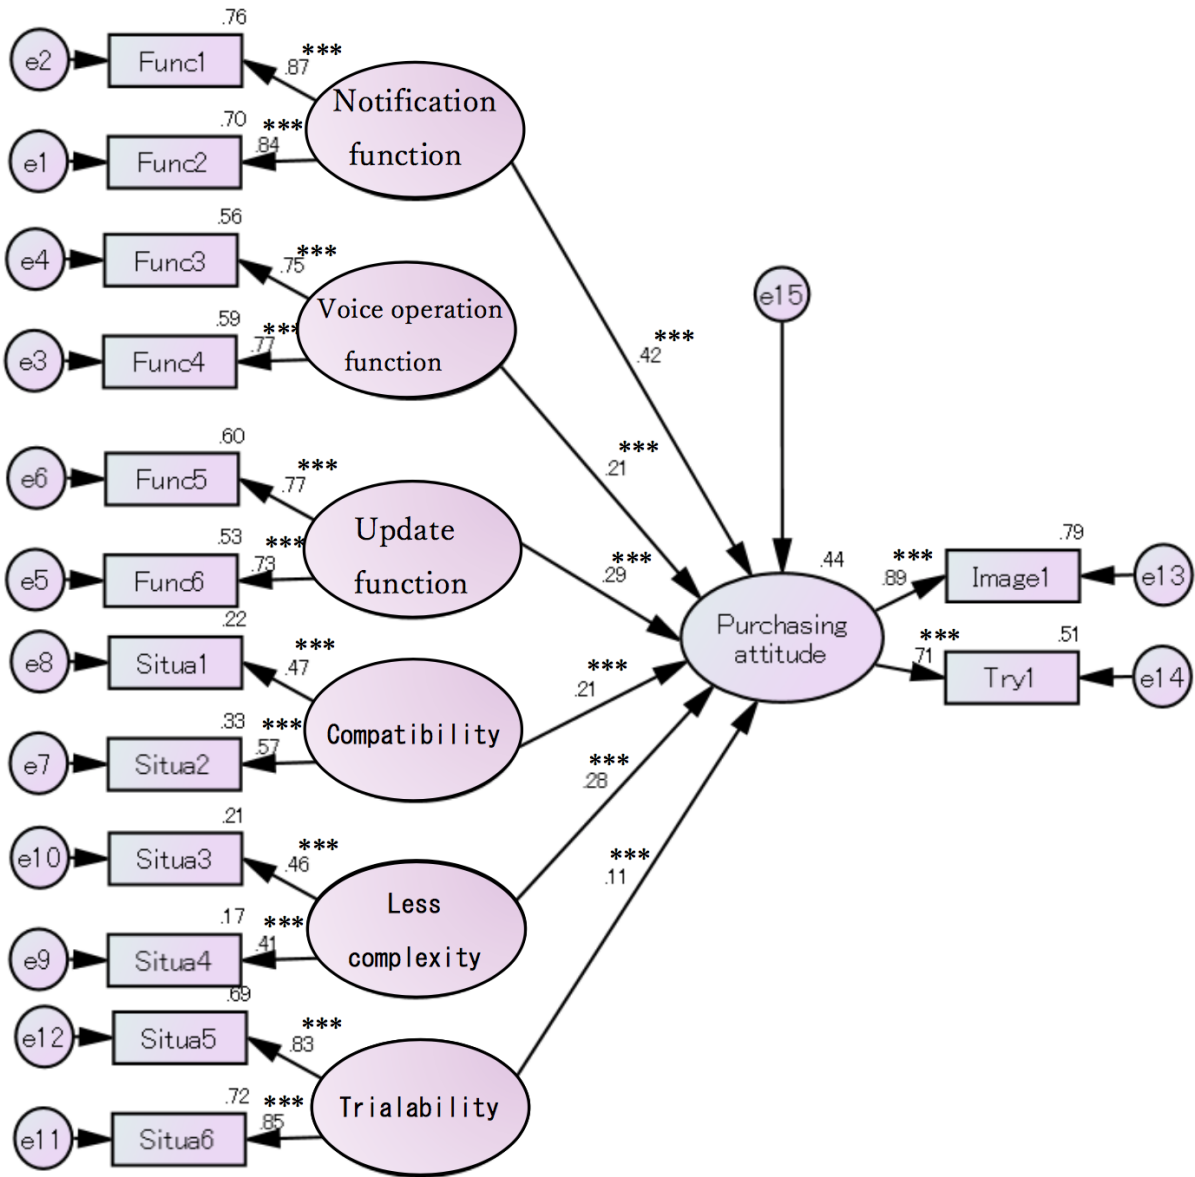 .76
e2
Func1
.87***
Notification
function
.70
e1
Func2
.84***
.56
e4
Func3
.75***
Voice operation
function
.59
e3
Func4
.77***
.42***
e15
.21***
.60
e6
Func5
.77***
Update
function
.53
e5
Func6
.73***
.29***
.44
Purchasing
attitude
.89***
.79
Image1
e13
.71***
.51
Try1
e14
.22
e8
Situa1
.47***
Compatibility
.33
e7
Situa2
.57***
.21***
.21
e10
Situa3
.46***
Less
complexity
.17
e9
Situa4
.41***
.28***
.69
e12
Situa5
.83***
Trialability
.72
e11
Situa6
.85***
.11***